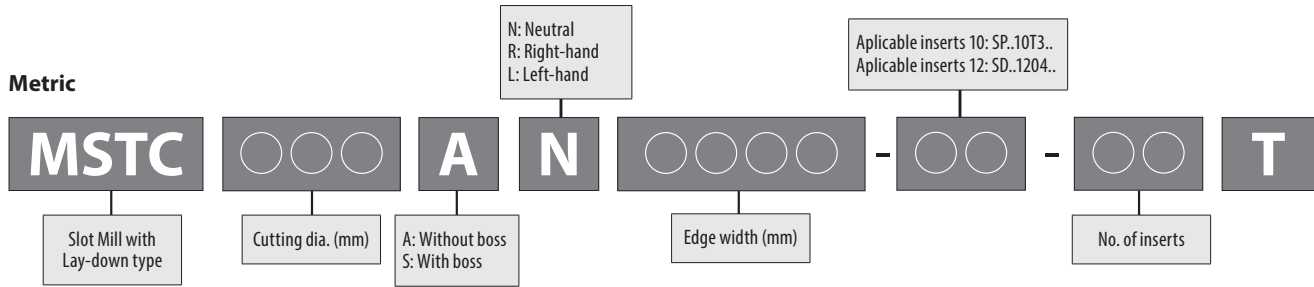 N: Neutral
R: Right-hand
L: Left-hand
Aplicable inserts 10: SP..10T3..
Aplicable inserts 12: SD..1204..
Metric
MSTC ○○○ A N ○○○○ - ○○ - ○○ T
Slot Mill with
Lay-down type
Cutting dia. (mm)
A: Without boss
S: With boss
Edge width (mm)
No. of inserts